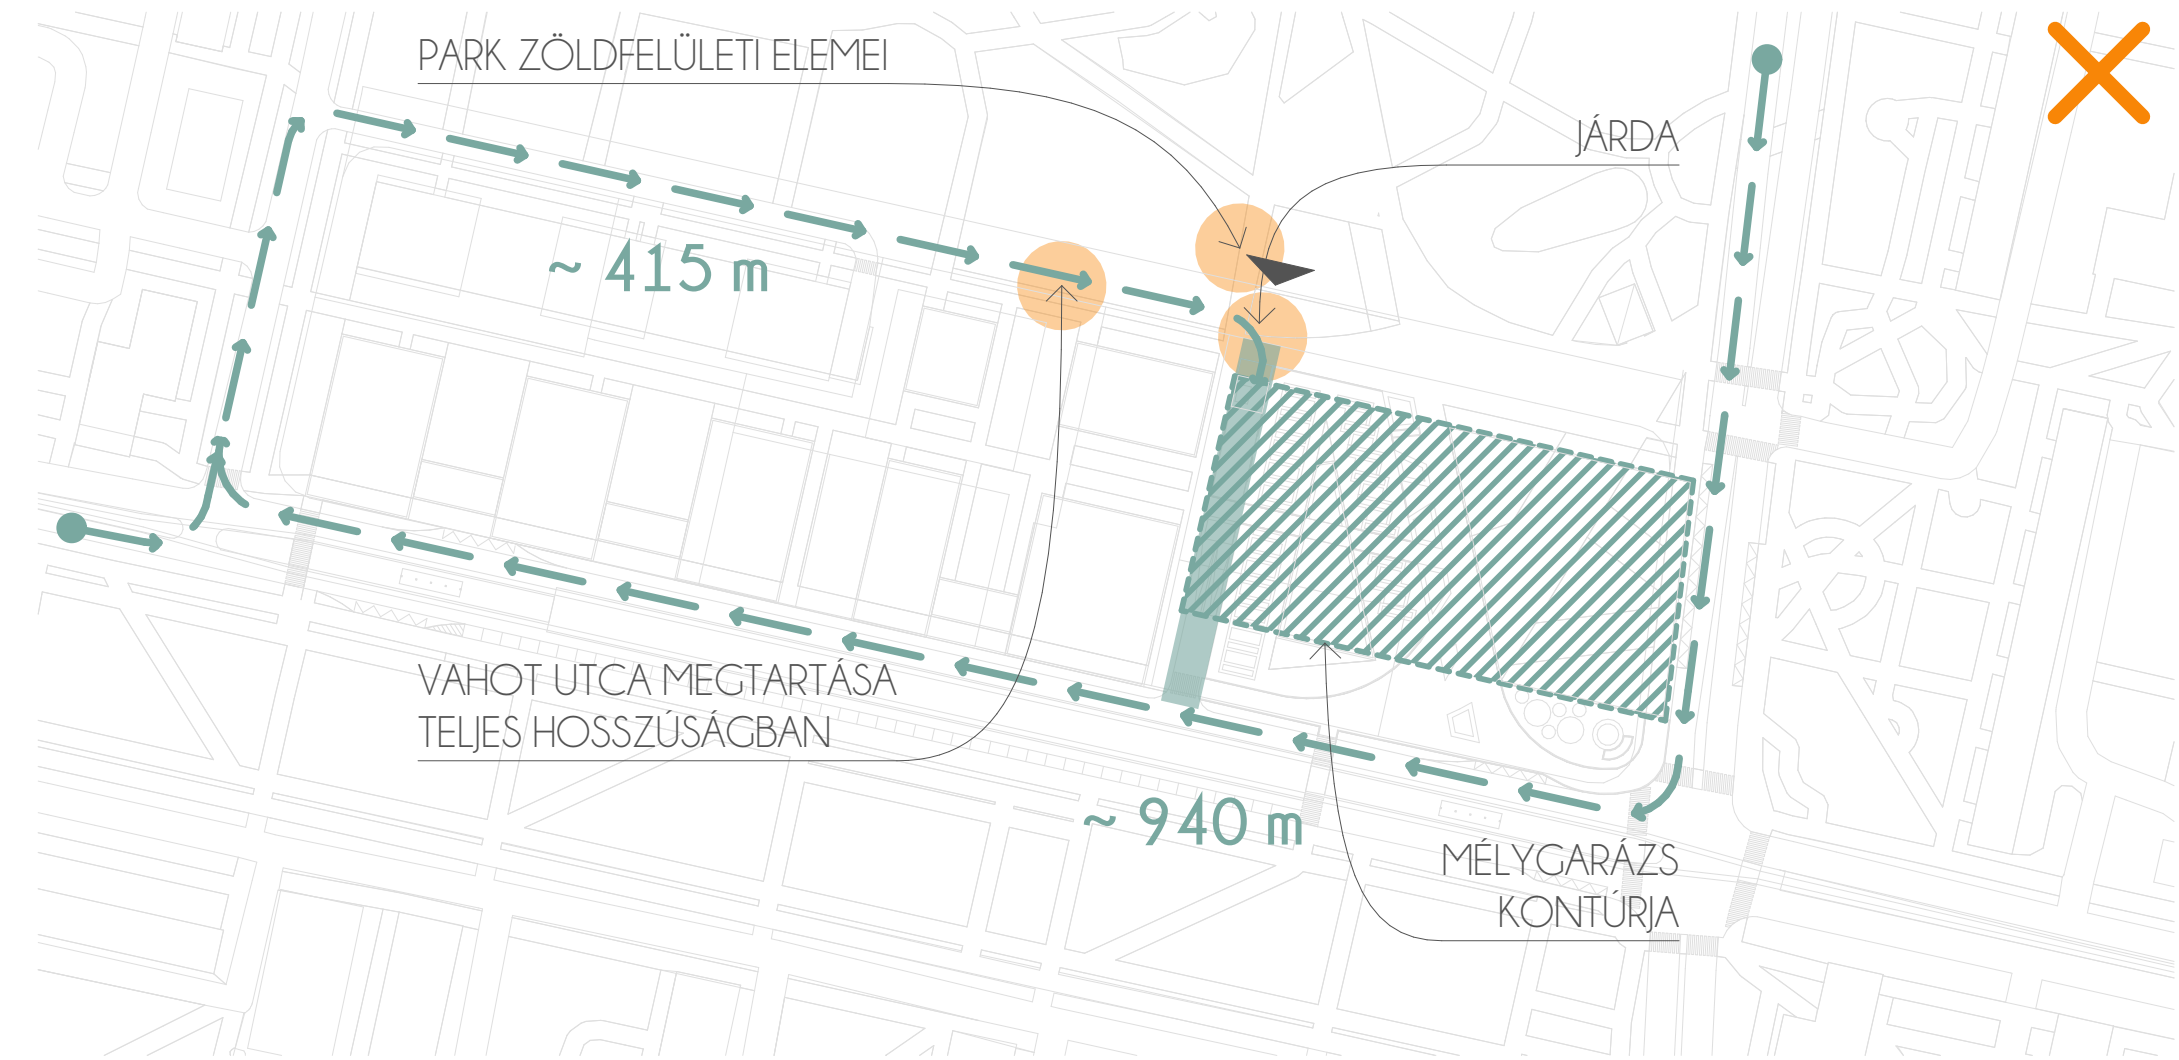 PARK ZÖLDFELÜLETI ELEMEI
JÁRDA
~ 415 m
VAHOT UTCA MEGTARTÁSA
TELJES HOSSZÚSÁGBAN
~ 940 m
MÉLYGARÁZS
KONTÚRJA